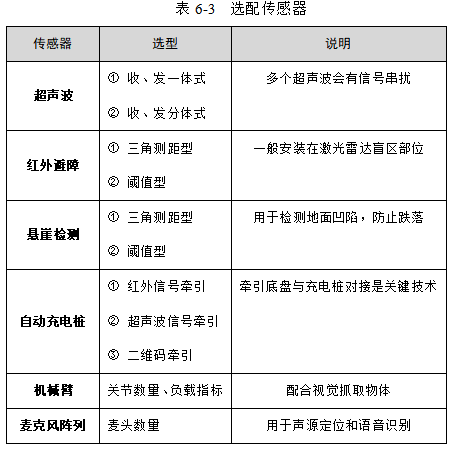 表 6-3 选配传感器
传感器 选型 说明
超声波 ① 收、发一体式 多个超声波会有信号串扰
② 收、发分体式
红外避障 ① 三角测距型 一般安装在激光雷达盲区部位
② 阈值型
悬崖检测 ① 三角测距型 用于检测地面凹陷,防止跌落
② 阈值型
自动充电桩 ① 红外信号牵引 牵引底盘与充电桩对接是关键技术
② 超声波信号牵引
③ 二维码牵引
机械臂 关节数量、负载指标 配合视觉抓取物体
麦克风阵列 麦头数量 用于声源定位和语音识别